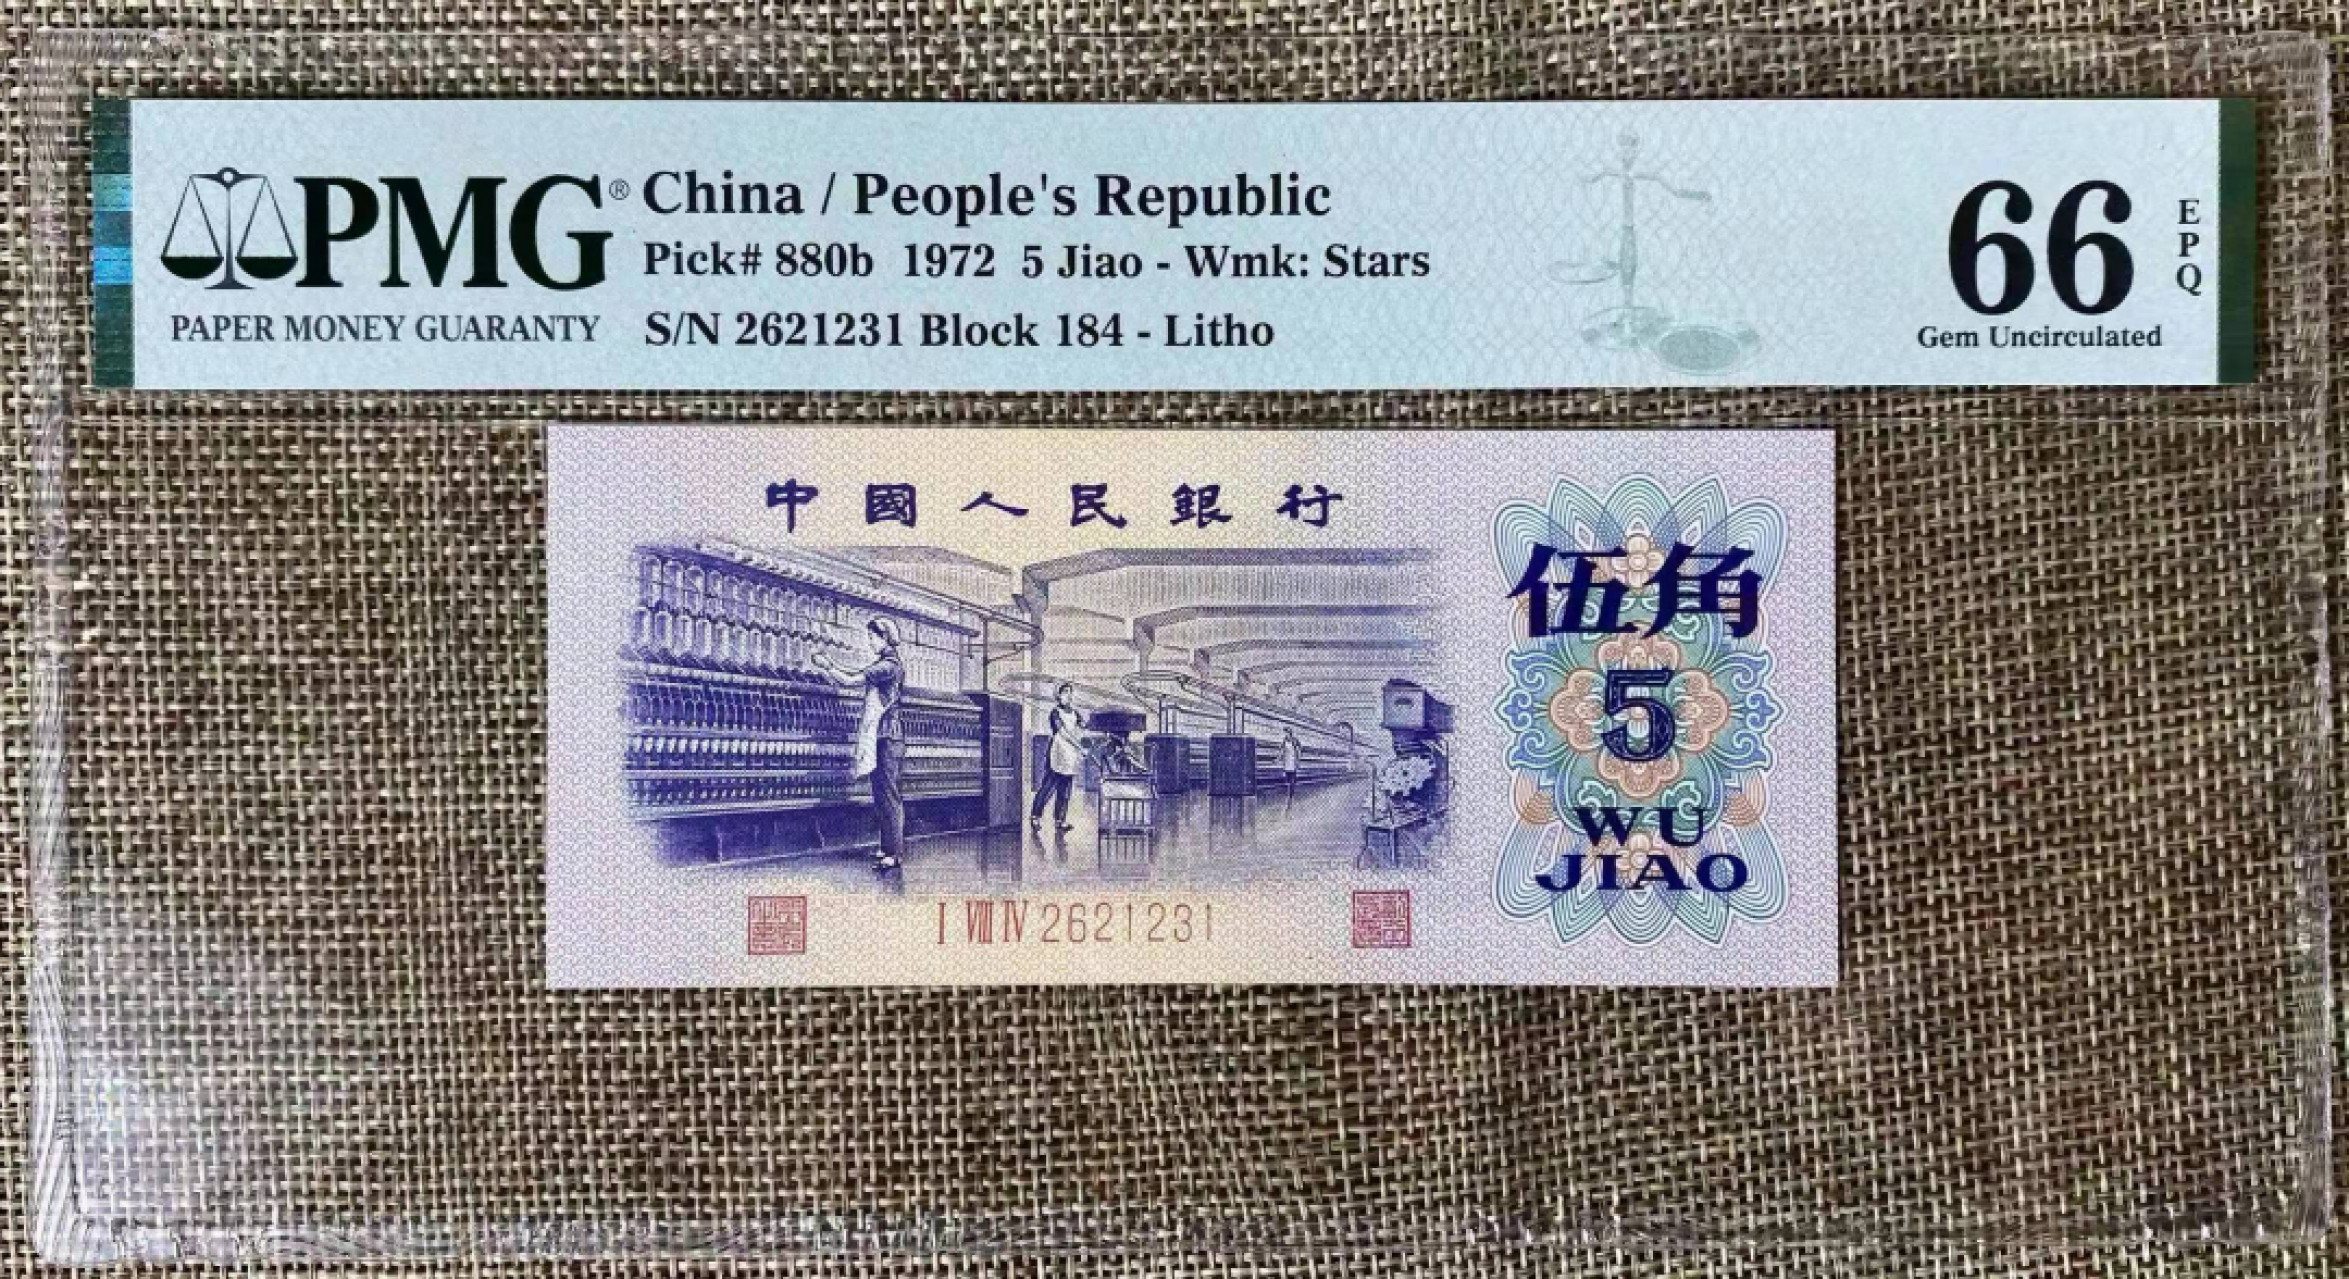 PMG®
PAPER MONEY GUARANTY
China / People's Republic
Pick# 880b 1972 5 Jiao - Wmk: Stars
S/N 2621231 Block 184 - Litho
66
EPQ
Gem Uncirculated
中國人民銀行
伍角
5
WU
JIAO
I VIII IV 2621231